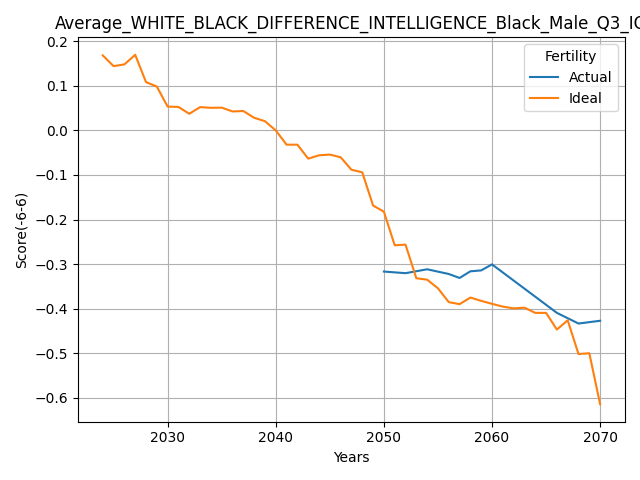 Average_WHITE_BLACK_DIFFERENCE_INTELLIGENCE_Black_Male_Q3_IC
Fertility
Actual
Ideal
Score(-6-6)
0.2
0.1
0.0
−0.1
−0.2
−0.3
−0.4
−0.5
−0.6
2030 2040 2050 2060 2070
Years